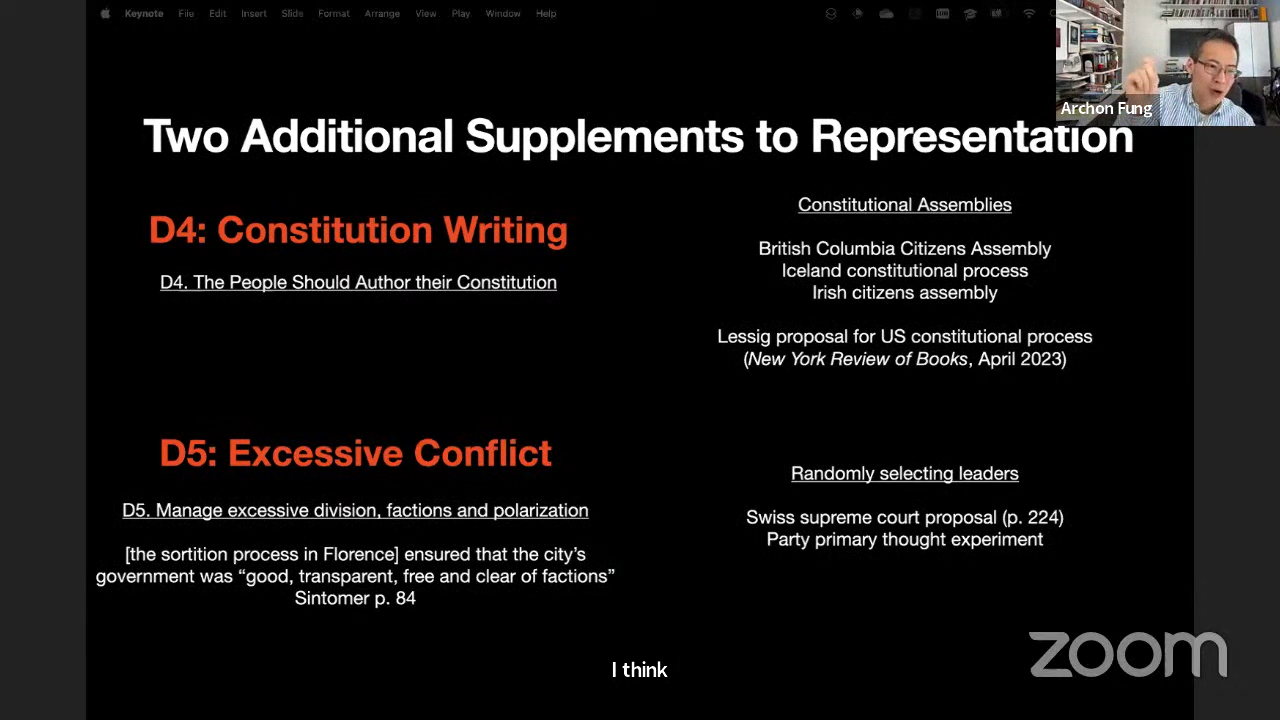 Keynote File Edit Insert Slide Format Arrange View Play Window Help
Archon Fung
Two Additional Supplements to Representation
D4: Constitution Writing
D4. The People Should Author their Constitution
Constitutional Assemblies
British Columbia Citizens Assembly
Iceland constitutional process
Irish citizens assembly
Lessig proposal for US constitutional process
(New York Review of Books, April 2023)
D5: Excessive Conflict
D5. Manage excessive division, factions and polarization
[the sortition process in Florence] ensured that the city’s
government was “good, transparent, free and clear of factions”
Sintomer p. 84
Randomly selecting leaders
Swiss supreme court proposal (p. 224)
Party primary thought experiment
I think
zoom